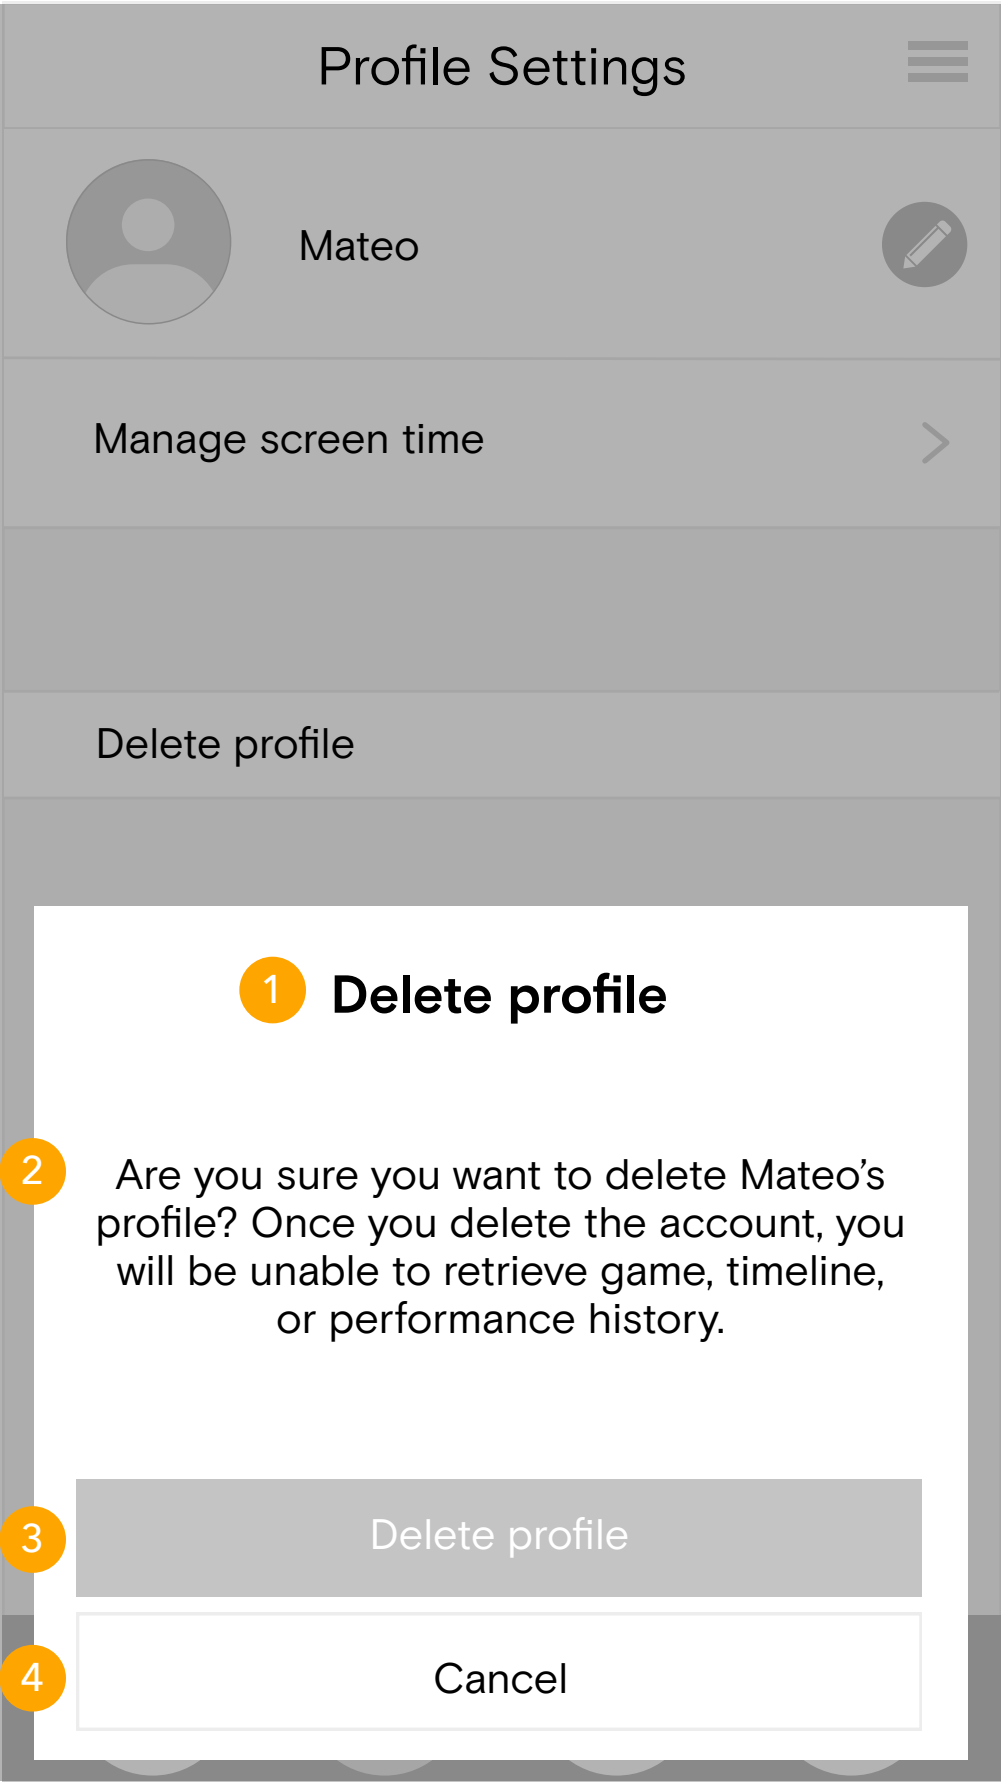 Profile Settings
Mateo
Manage screen time
Delete profile
1 Delete profile
2 Are you sure you want to delete Mateo’s
profile? Once you delete the account, you
will be unable to retrieve game, timeline,
or performance history.
3 Delete profile
4 Cancel